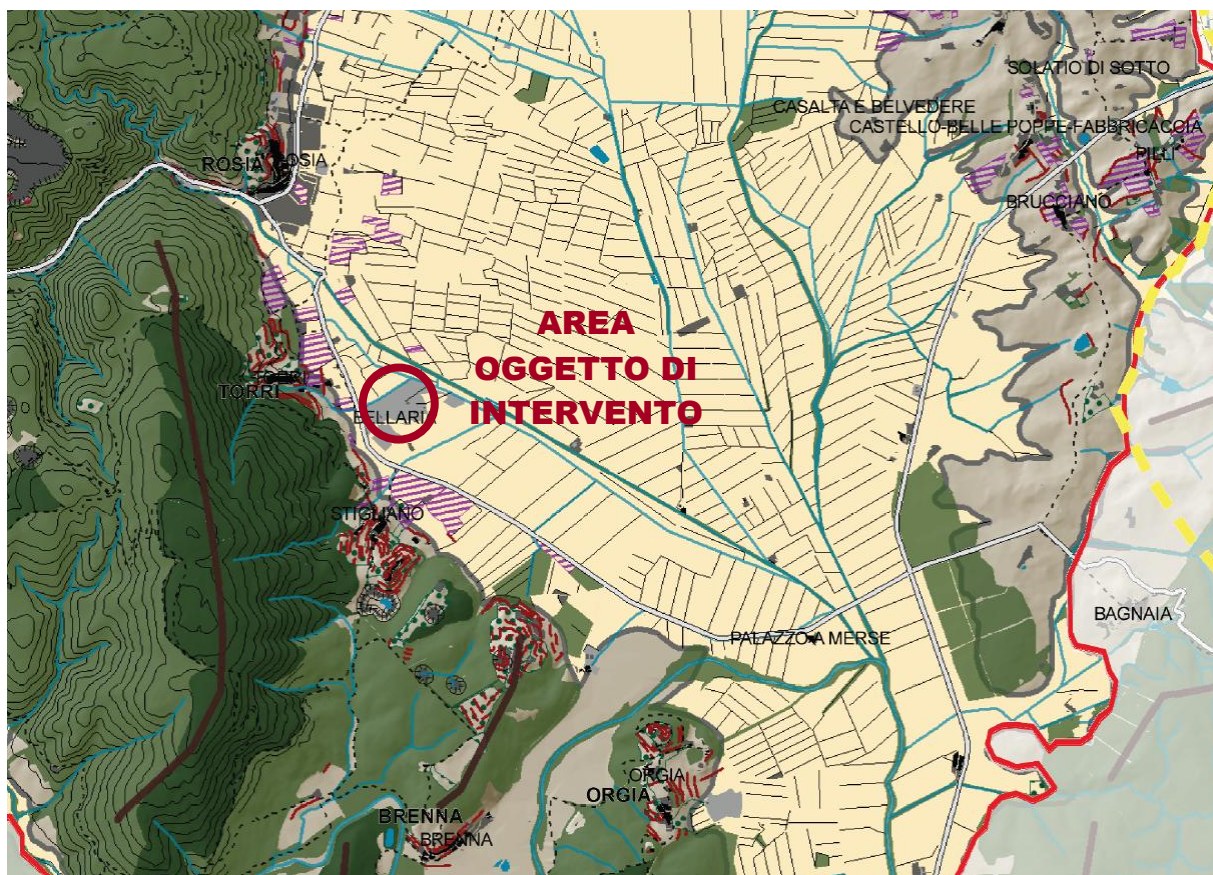 SOLATIO DI SOTTO
CASALTA E BELVEDERE
CASTELLO-BELLE POPPE-FABBRICACCIA
PILLI
ROSIA
ROSIA
BRUCCIANO
AREA
OGGETTO DI
INTERVENTO
TORRI
BELLARIA
STIGLIANO
BAGNAIA
PALAZZO A MERSE
ORGIA
ORGIA
BRENNA
BRENNA